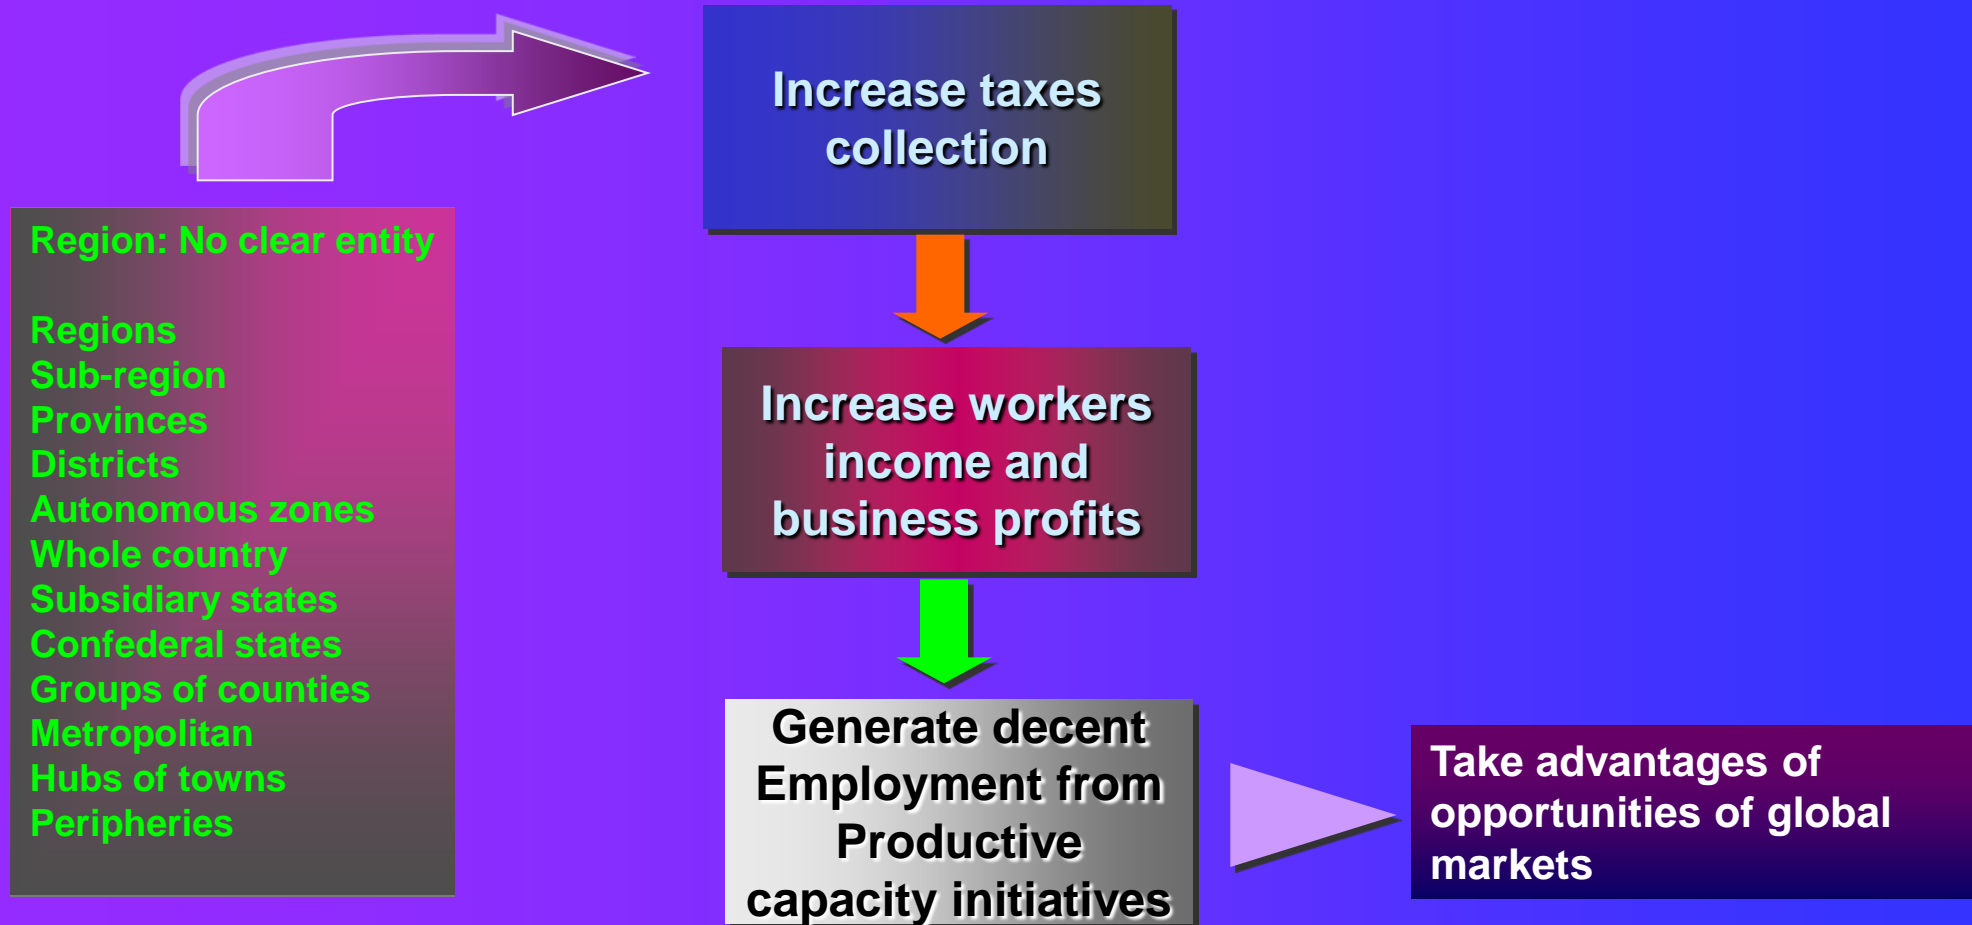 Increase taxes
collection
Region: No clear entity
Regions
Sub-region
Provinces
Districts
Autonomous zones
Whole country
Subsidiary states
Confederal states
Groups of counties
Metropolitan
Hubs of towns
Peripheries
Increase workers
income and
business profits
Generate decent
Employment from
Productive
capacity initiatives
Take advantages of
opportunities of global
markets